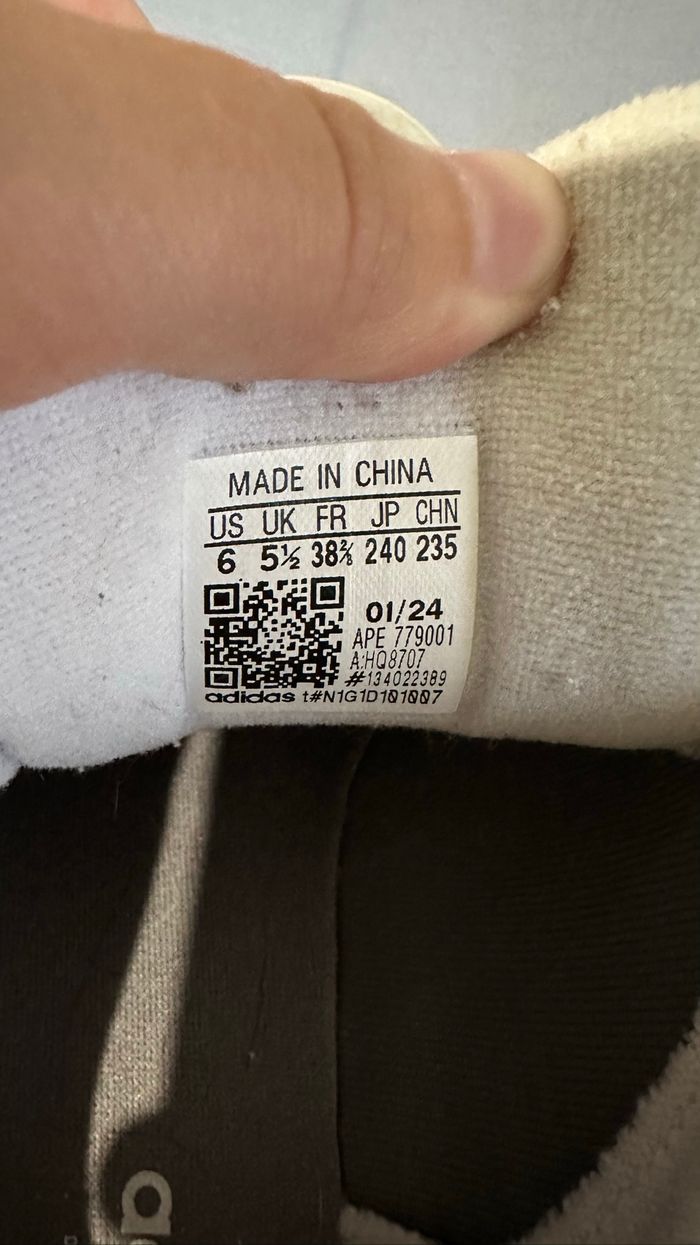 MADE IN CHINA
US UK FR JP CHN
6 5½ 38⅔ 240 235
01/24
APE 779001
A:HQ8707
#134022389
adidas t#N1G1D101007